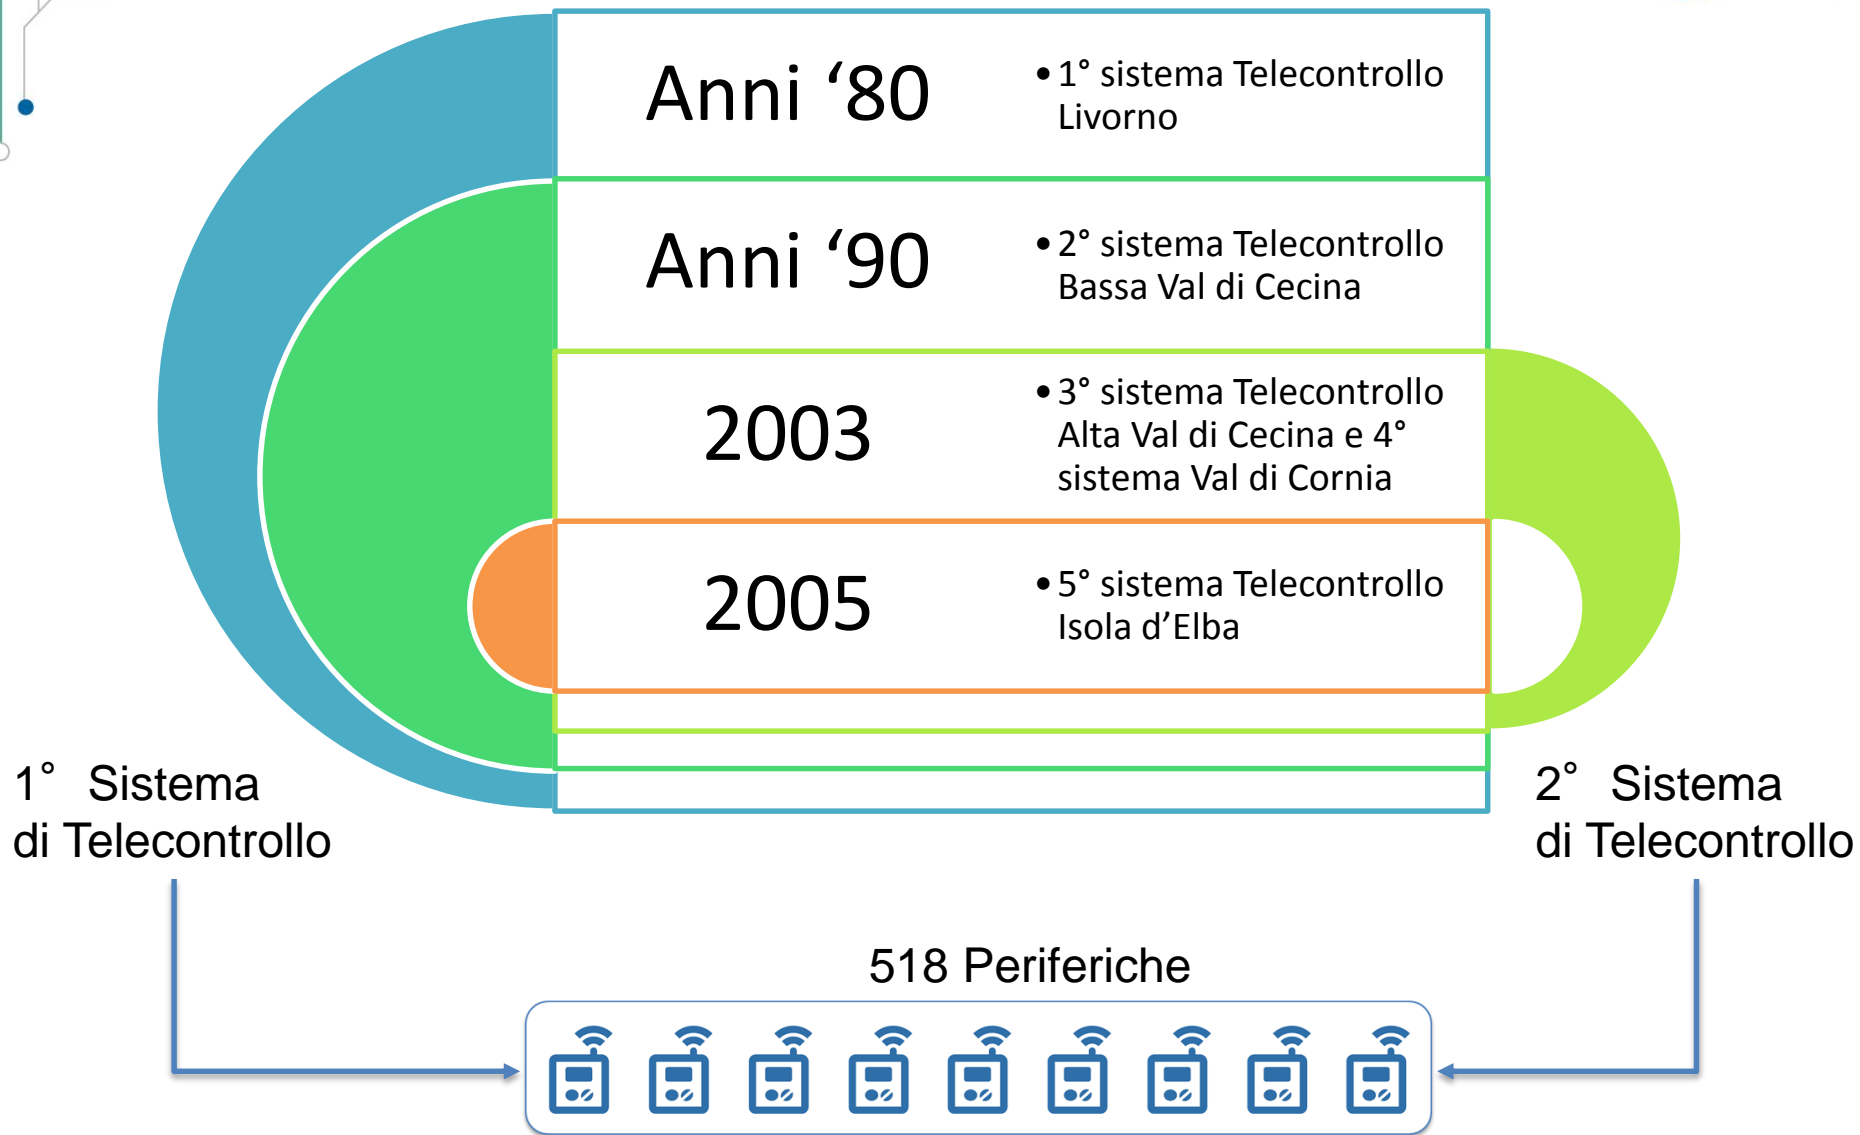 Anni ‘80
•1° sistema Telecontrollo
Livorno
Anni ‘90
•2° sistema Telecontrollo
Bassa Val di Cecina
2003
•3° sistema Telecontrollo
Alta Val di Cecina e 4°
sistema Val di Cornia
2005
•5° sistema Telecontrollo
Isola d’Elba
1° Sistema
di Telecontrollo
2° Sistema
di Telecontrollo
518 Periferiche